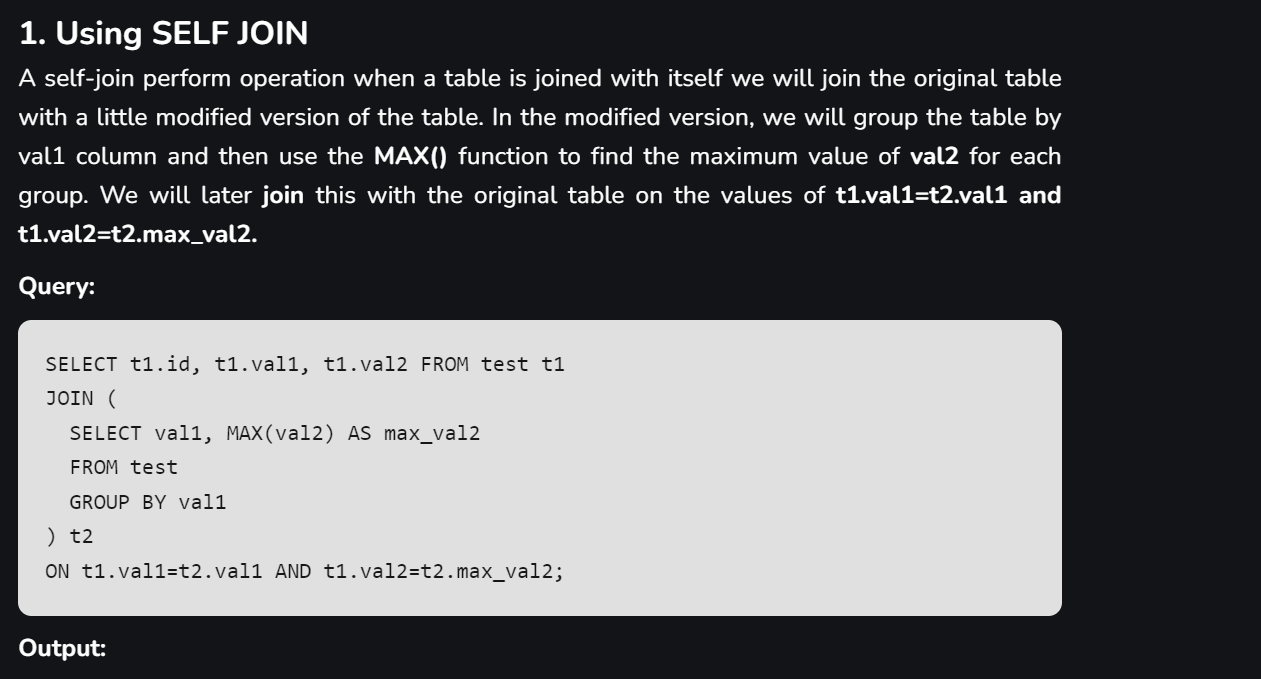 1. Using SELF JOIN
A self-join perform operation when a table is joined with itself we will join the original table
with a little modified version of the table. In the modified version, we will group the table by
val1 column and then use the MAX() function to find the maximum value of val2 for each
group. We will later join this with the original table on the values of t1.val1=t2.val1 and
t1.val2=t2.max_val2.
Query:
SELECT t1.id, t1.val1, t1.val2 FROM test t1
JOIN (
  SELECT val1, MAX(val2) AS max_val2
  FROM test
  GROUP BY val1
) t2
ON t1.val1=t2.val1 AND t1.val2=t2.max_val2;
Output: